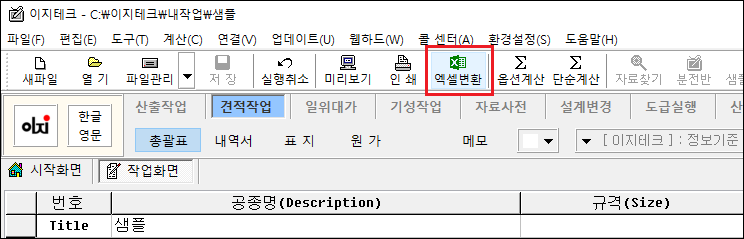 이지테크 - C:\이지테크\내작업\샘플
파일(F) 편집(E) 도구(T) 계산(C) 연결(V) 업데이트(U) 웹하드(W) 콜 센터(A) 환경설정(S) 도움말(H)
새파일 열 기 파일관리 저 장 실행취소 미리보기 인 쇄 엑셀변환 옵션계산 단순계산 자료찾기 분전반 샘플
산출작업 견적작업 일위대가 기성작업 자료사전 설계변경 도급실행 산
한글
영문
총괄표 내역서 표 지 원 가 메모 [ 이지테크 ] : 정보기준
시작화면 작업화면
번호 공종명(Description) 규격(Size)
Title 샘플